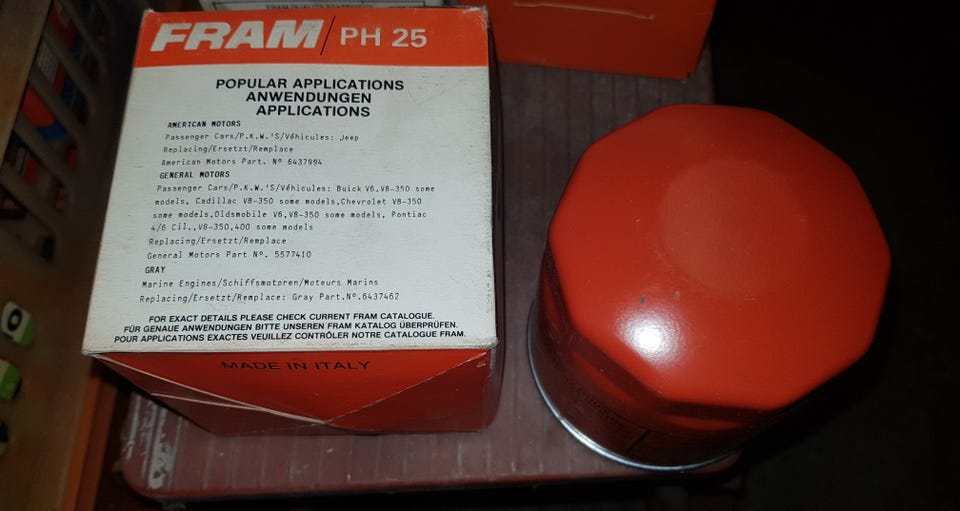 FRAM/PH 25
POPULAR APPLICATIONS
ANWENDUNGEN
APPLICATIONS
AMERICAN MOTORS
Passenger Cars/P.K.W.'S/Véhicules: Jeep
Replacing/Ersetzt/Remplace
American Motors Part. Nº 6437994
GENERAL MOTORS
Passenger Cars/P.K.W.'S/Véhicules: Buick V6,V8-350 some
models, Cadillac V8-350 some models,Chevrolet V8-350
some models,Oldsmobile V6,V8-350 some models, Pontiac
4/6 Cil.,V8-350,400 some models
Replacing/Ersetzt/Remplace
General Motors Part Nº. 5577410
GRAY
Marine Engines/Schiffsmotoren/Moteurs Marins
Replacing/Ersetzt/Remplace: Gray Part.Nº.6437462
FOR EXACT DETAILS PLEASE CHECK CURRENT FRAM CATALOGUE.
FÜR GENAUE ANWENDUNGEN BITTE UNSEREN FRAM KATALOG ÜBERPRÜFEN.
POUR APPLICATIONS EXACTES VEUILLEZ CONTRÔLER NOTRE CATALOGUE FRAM.
MADE IN ITALY